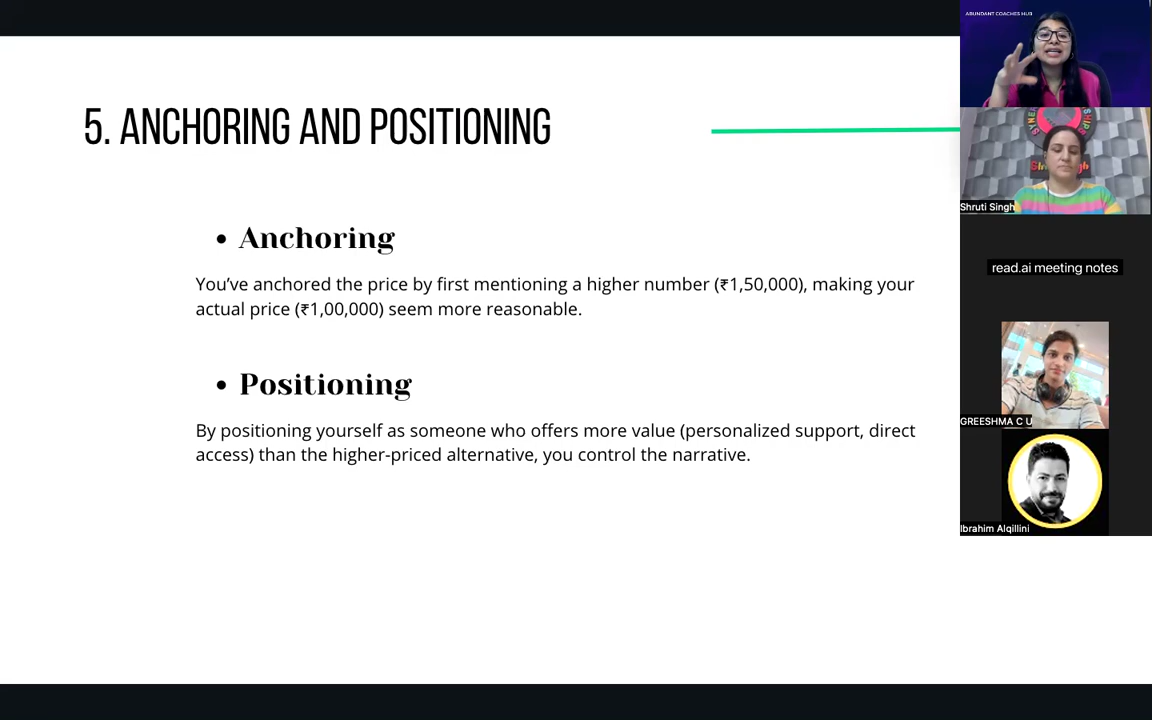 ABUNDANT COACHES HUB
5. ANCHORING AND POSITIONING
• Anchoring
You’ve anchored the price by first mentioning a higher number (₹1,50,000), making your
actual price (₹1,00,000) seem more reasonable.
• Positioning
By positioning yourself as someone who offers more value (personalized support, direct
access) than the higher-priced alternative, you control the narrative.
Shruti Singh
read.ai meeting notes
GREESHMA C U
Ibrahim Alqillini